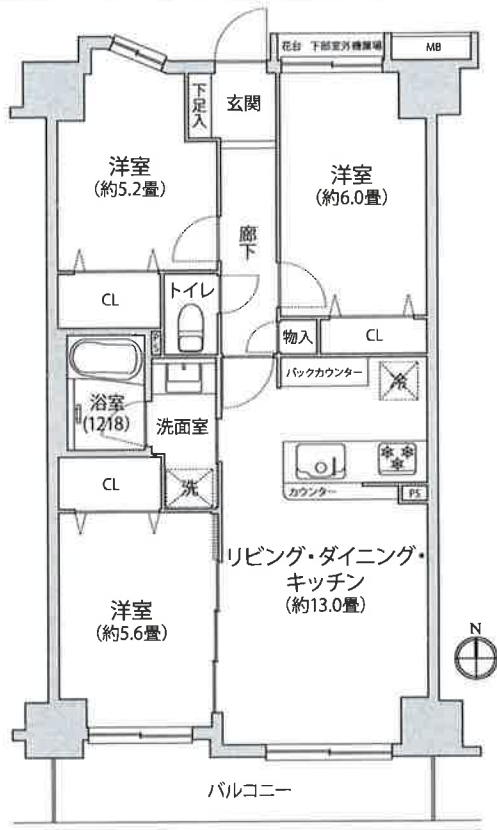 花台 下部室外機置場
MB
下足入
玄関
洋室
(約5.2畳)
洋室
(約6.0畳)
廊下
CL
トイレ
PS
物入
CL
バックカウンター
冷
浴室
(1218)
洗面室
カウンター
PS
CL
洗
リビング・ダイニング・
キッチン
(約13.0畳)
洋室
(約5.6畳)
N
バルコニー